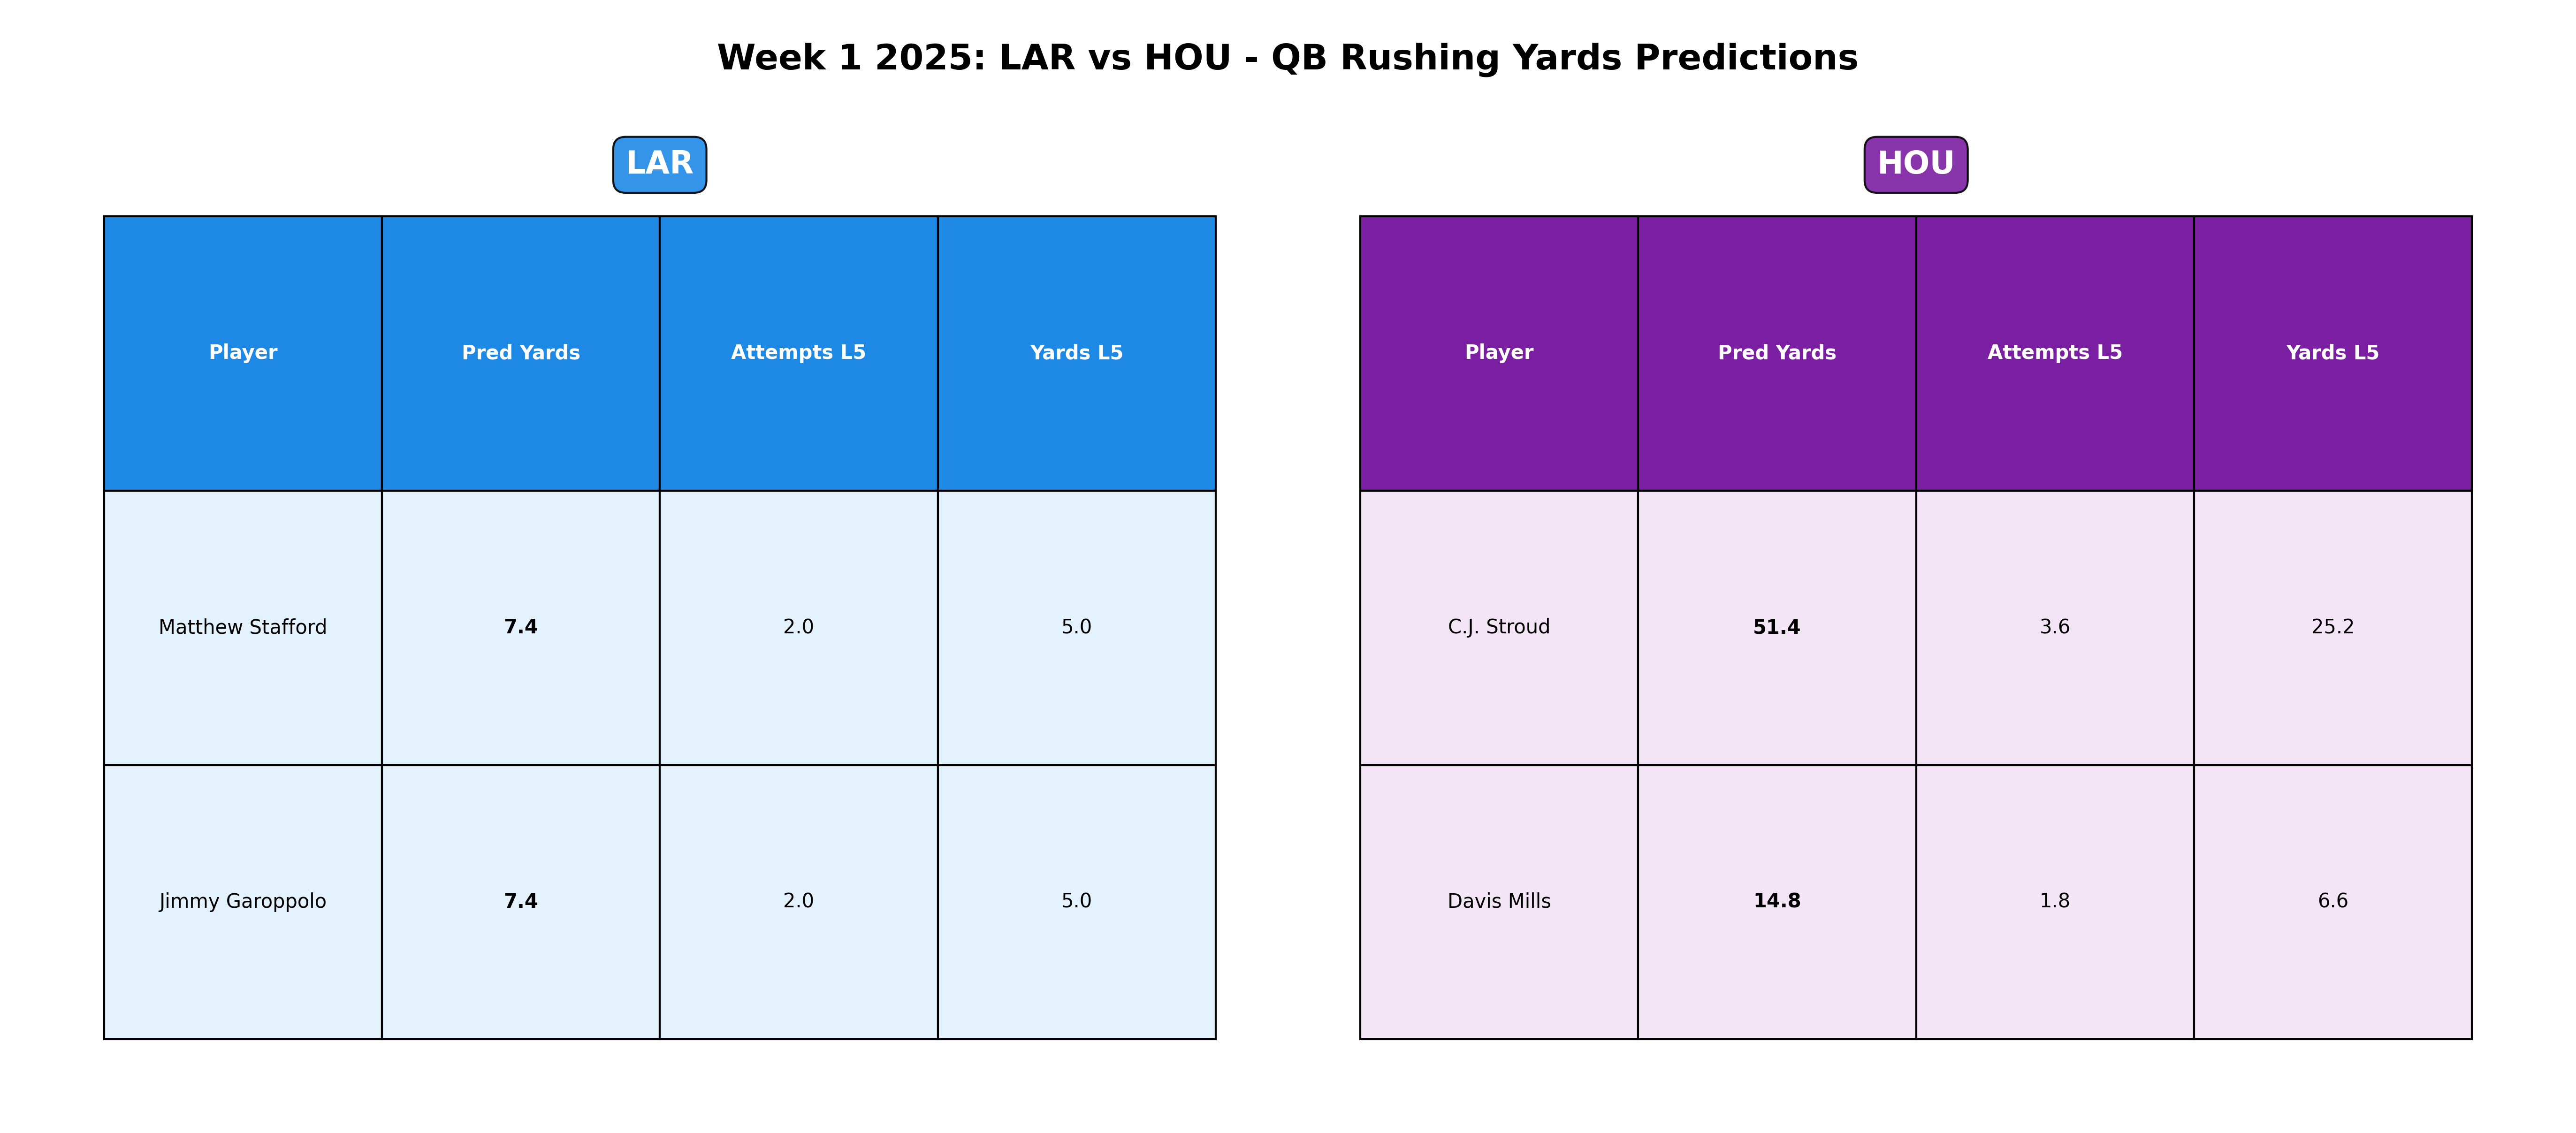 Week 1 2025: LAR vs HOU - QB Rushing Yards Predictions
LAR
Player Pred Yards Attempts L5 Yards L5
Matthew Stafford 7.4 2.0 5.0
Jimmy Garoppolo 7.4 2.0 5.0
HOU
Player Pred Yards Attempts L5 Yards L5
C.J. Stroud 51.4 3.6 25.2
Davis Mills 14.8 1.8 6.6